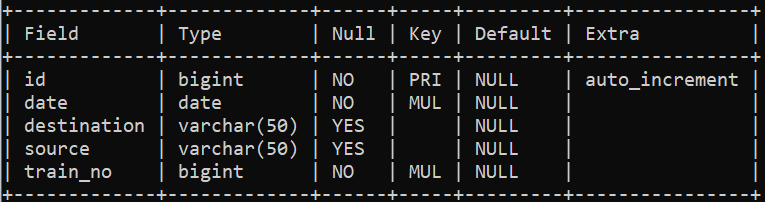 +-------------+-------------+------+-----+---------+----------------+
| Field       | Type        | Null | Key | Default | Extra          |
+-------------+-------------+------+-----+---------+----------------+
| id          | bigint      | NO   | PRI | NULL    | auto_increment |
| date        | date        | NO   | MUL | NULL    |                |
| destination | varchar(50) | YES  |     | NULL    |                |
| source      | varchar(50) | YES  |     | NULL    |                |
| train_no    | bigint      | NO   | MUL | NULL    |                |
+-------------+-------------+------+-----+---------+----------------+